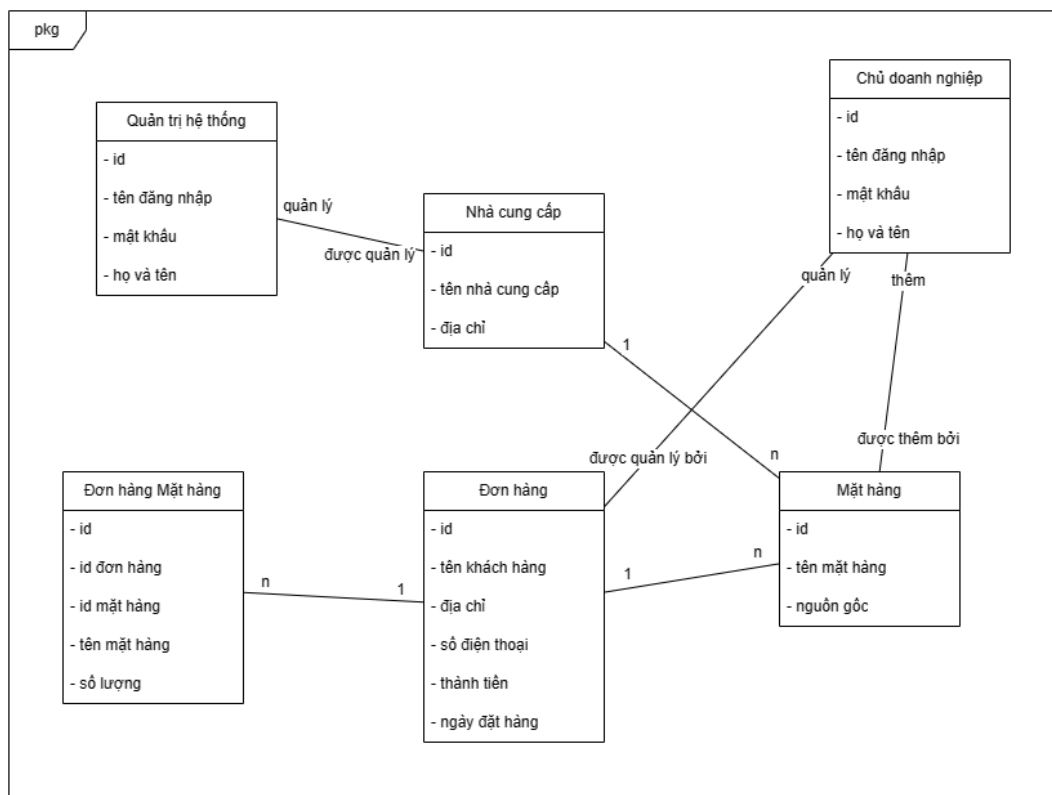 pkg
Quản trị hệ thống
- id
- tên đăng nhập
- mật khẩu
- họ và tên
quản lý
được quản lý
Nhà cung cấp
- id
- tên nhà cung cấp
- địa chỉ
1
n
Chủ doanh nghiệp
- id
- tên đăng nhập
- mật khẩu
- họ và tên
quản lý
thêm
được quản lý bởi
được thêm bởi
Đơn hàng Mặt hàng
- id
- id đơn hàng
- id mặt hàng
- tên mặt hàng
- số lượng
n
1
Đơn hàng
- id
- tên khách hàng
- địa chỉ
- số điện thoại
- thành tiền
- ngày đặt hàng
1
n
Mặt hàng
- id
- tên mặt hàng
- nguồn gốc